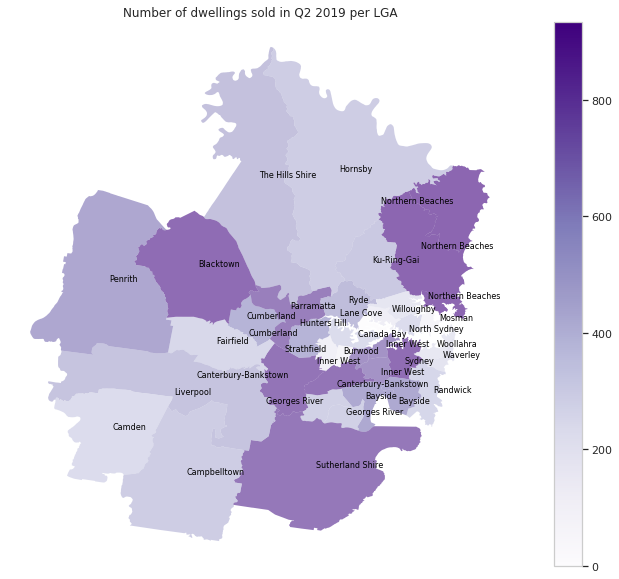 Number of dwellings sold in Q2 2019 per LGA
800
600
400
200
0
Hornsby
The Hills Shire
Northern Beaches
Northern Beaches
Ku-Ring-Gai
Blacktown
Penrith
Northern Beaches
Ryde
Parramatta
Willoughby
Lane Cove
Cumberland
Mosman
Hunters Hill
North Sydney
Cumberland
Canada Bay
Fairfield
Inner West
Woollahra
Strathfield
Burwood
Waverley
Inner West
Sydney
Canterbury-Bankstown
Inner West
Canterbury-Bankstown
Liverpool
Randwick
Bayside
Georges River
Bayside
Georges River
Camden
Sutherland Shire
Campbelltown